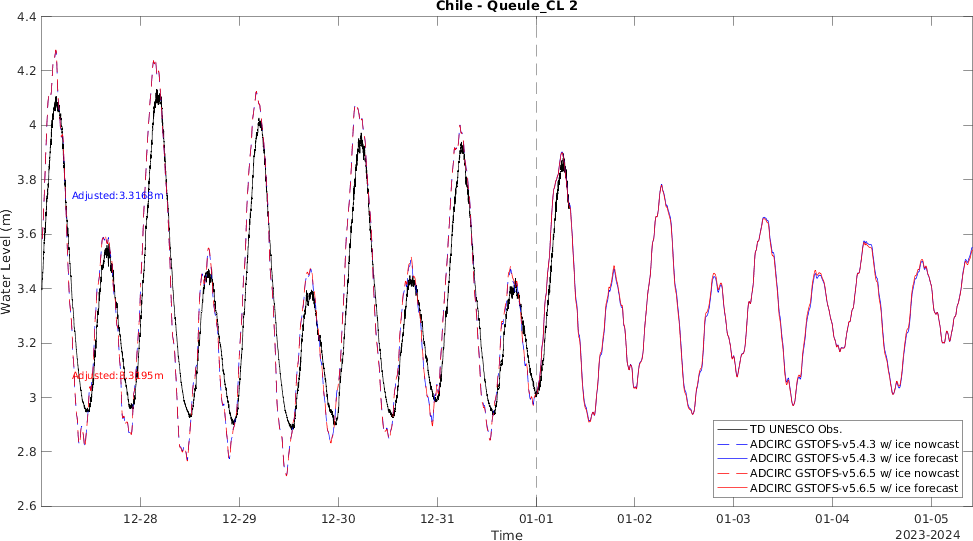 Chile - Queule_CL 2
4.4
4.2
4
3.8
3.6
3.4
3.2
3
2.8
2.6
Water Level (m)
Adjusted:3.3168m
TD UNESCO Obs.
ADCIRC GSTOFS-v5.4.3 w/ ice nowcast
ADCIRC GSTOFS-v5.4.3 w/ ice forecast
ADCIRC GSTOFS-v5.6.5 w/ ice nowcast
ADCIRC GSTOFS-v5.6.5 w/ ice forecast
12-28 12-29 12-30 12-31 01-01 01-02 01-03 01-04 01-05
Time
2023-2024